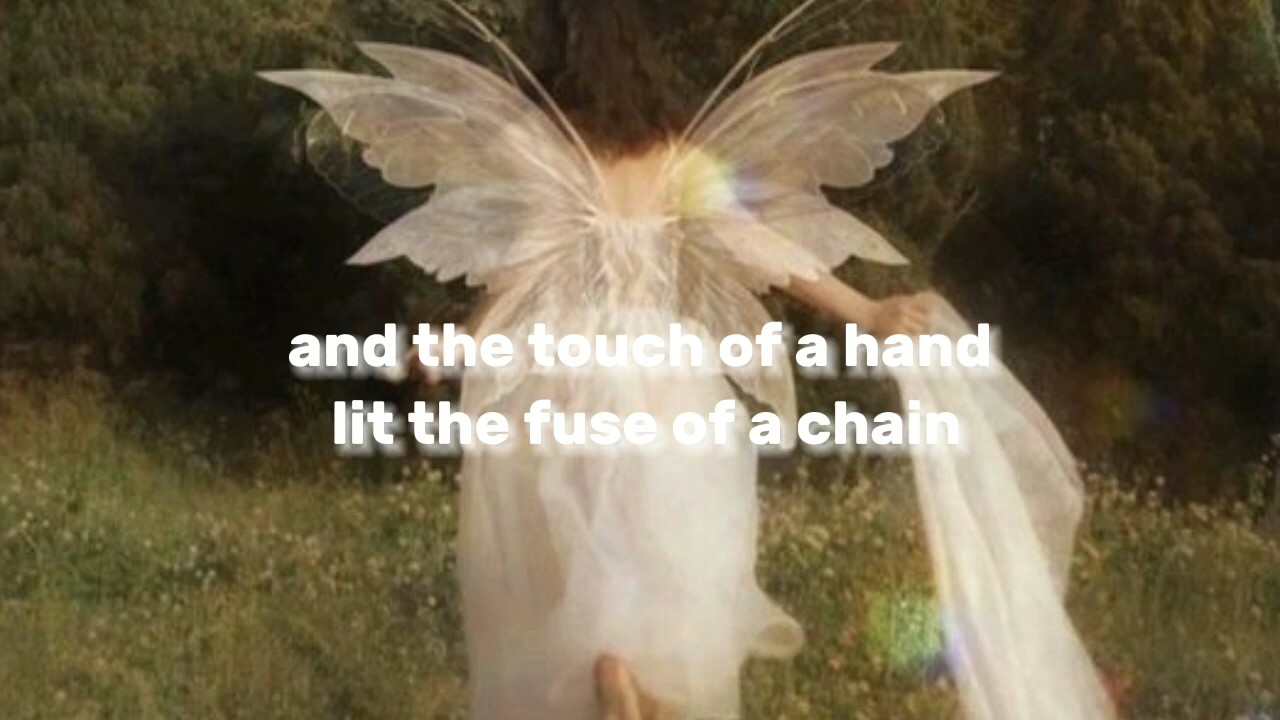 and the touch of a hand
lit the fuse of a chain